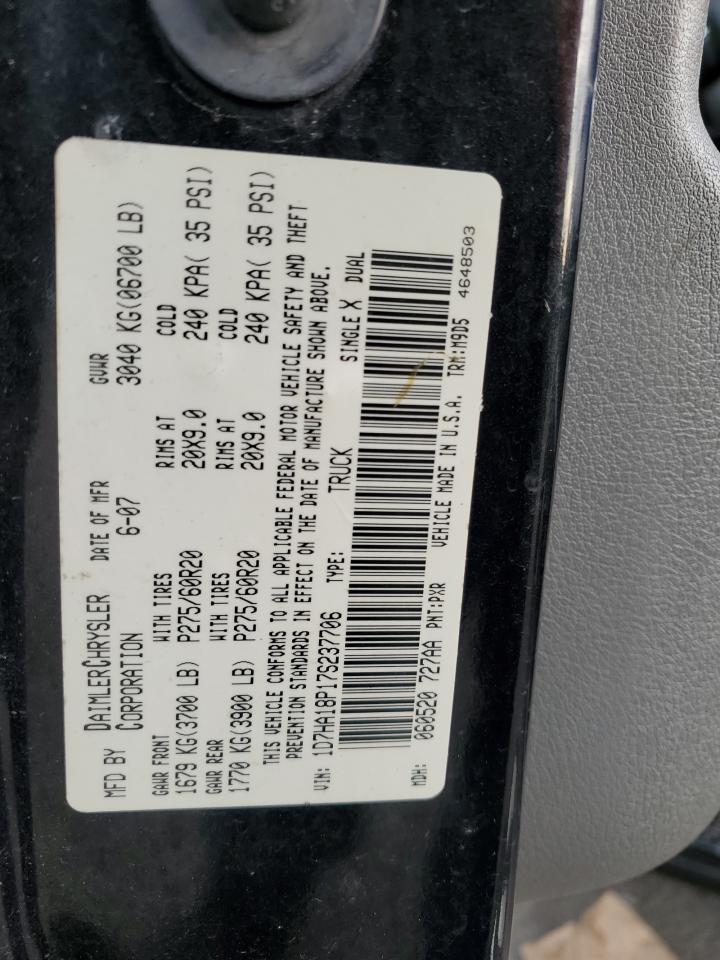 MFD BY DAIMLERCHRYSLER CORPORATION DATE OF MFR 6-07 GVWR 3040 KG(06700 LB)
GAWR FRONT WITH TIRES RIMS AT COLD
1679 KG(3700 LB) P275/60R20 20X9.0 240 KPA( 35 PSI)
GAWR REAR WITH TIRES RIMS AT COLD
1770 KG(3900 LB) P275/60R20 20X9.0 240 KPA( 35 PSI)
THIS VEHICLE CONFORMS TO ALL APPLICABLE FEDERAL MOTOR VEHICLE SAFETY AND THEFT
PREVENTION STANDARDS IN EFFECT ON THE DATE OF MANUFACTURE SHOWN ABOVE.
VIN: 1D7HA18P17S237706 TYPE: TRUCK SINGLE X DUAL
MDH: 060520 727AA PNT:PXR VEHICLE MADE IN U.S.A. TRM:M9D5 4648503